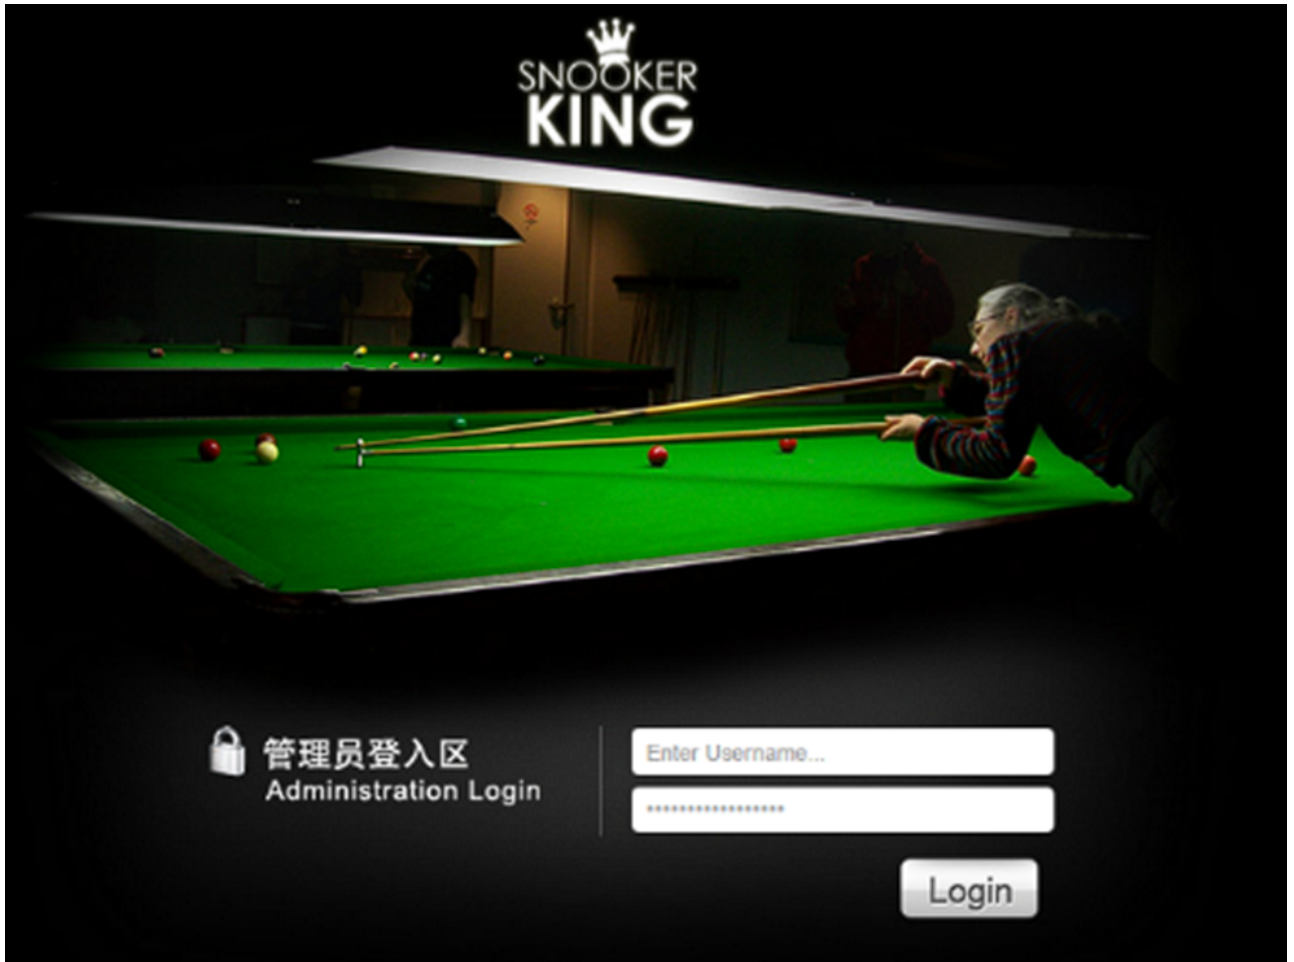 SNOOKER
KING
管理员登入区
Administration Login
Enter Username...
•••••••••••••••••
Login